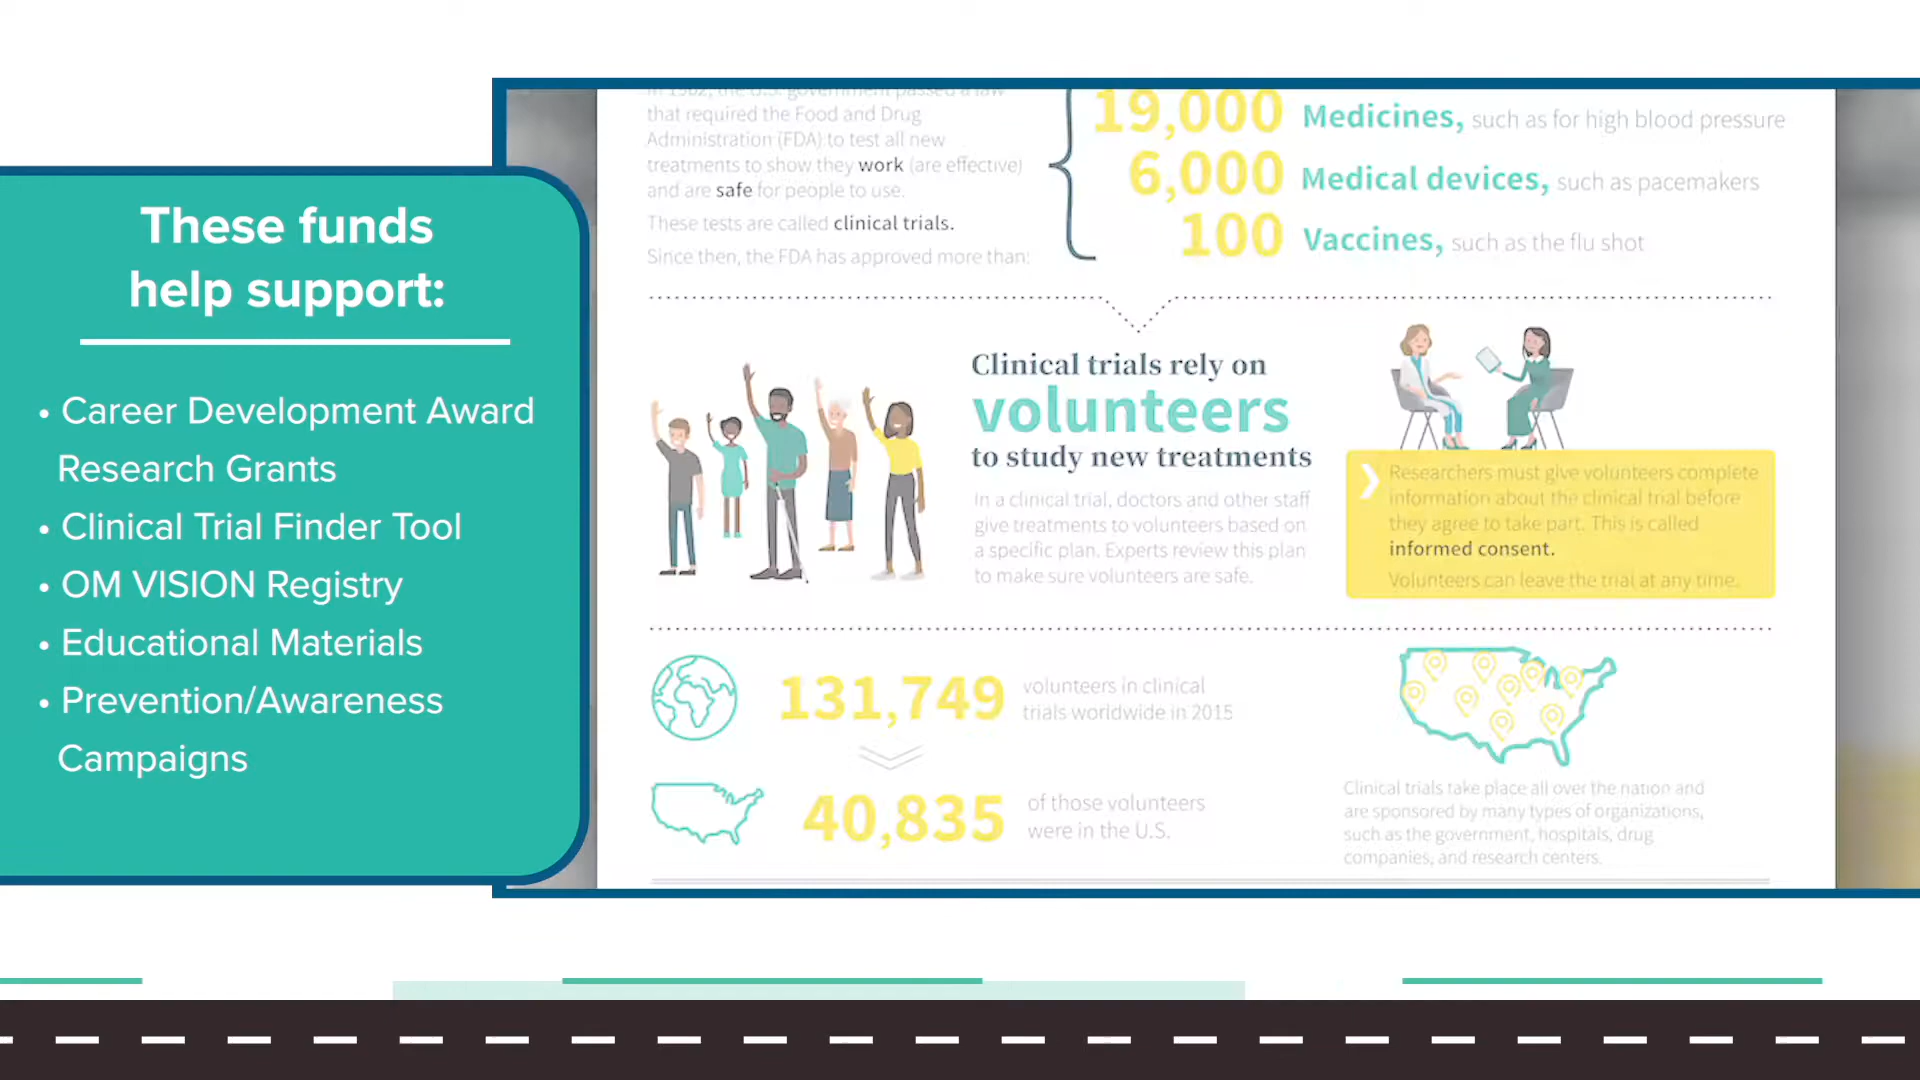 These funds
help support:
• Career Development Award
Research Grants
• Clinical Trial Finder Tool
• OM VISION Registry
• Educational Materials
• Prevention/Awareness
Campaigns
In 1962, the U.S. government passed a law
that required the Food and Drug
Administration (FDA) to test all new
treatments to show they work (are effective)
and are safe for people to use.
These tests are called clinical trials.
Since then, the FDA has approved more than:
19,000 Medicines, such as for high blood pressure
6,000 Medical devices, such as pacemakers
100 Vaccines, such as the flu shot
Clinical trials rely on
volunteers
to study new treatments
In a clinical trial, doctors and other staff
give treatments to volunteers based on
a specific plan. Experts review this plan
to make sure volunteers are safe.
Researchers must give volunteers complete
information about the clinical trial before
they agree to take part. This is called
informed consent.
Volunteers can leave the trial at any time.
131,749 volunteers in clinical
trials worldwide in 2015
40,835 of those volunteers
were in the U.S.
Clinical trials take place all over the nation and
are sponsored by many types of organizations,
such as the government, hospitals, drug
companies, and research centers.